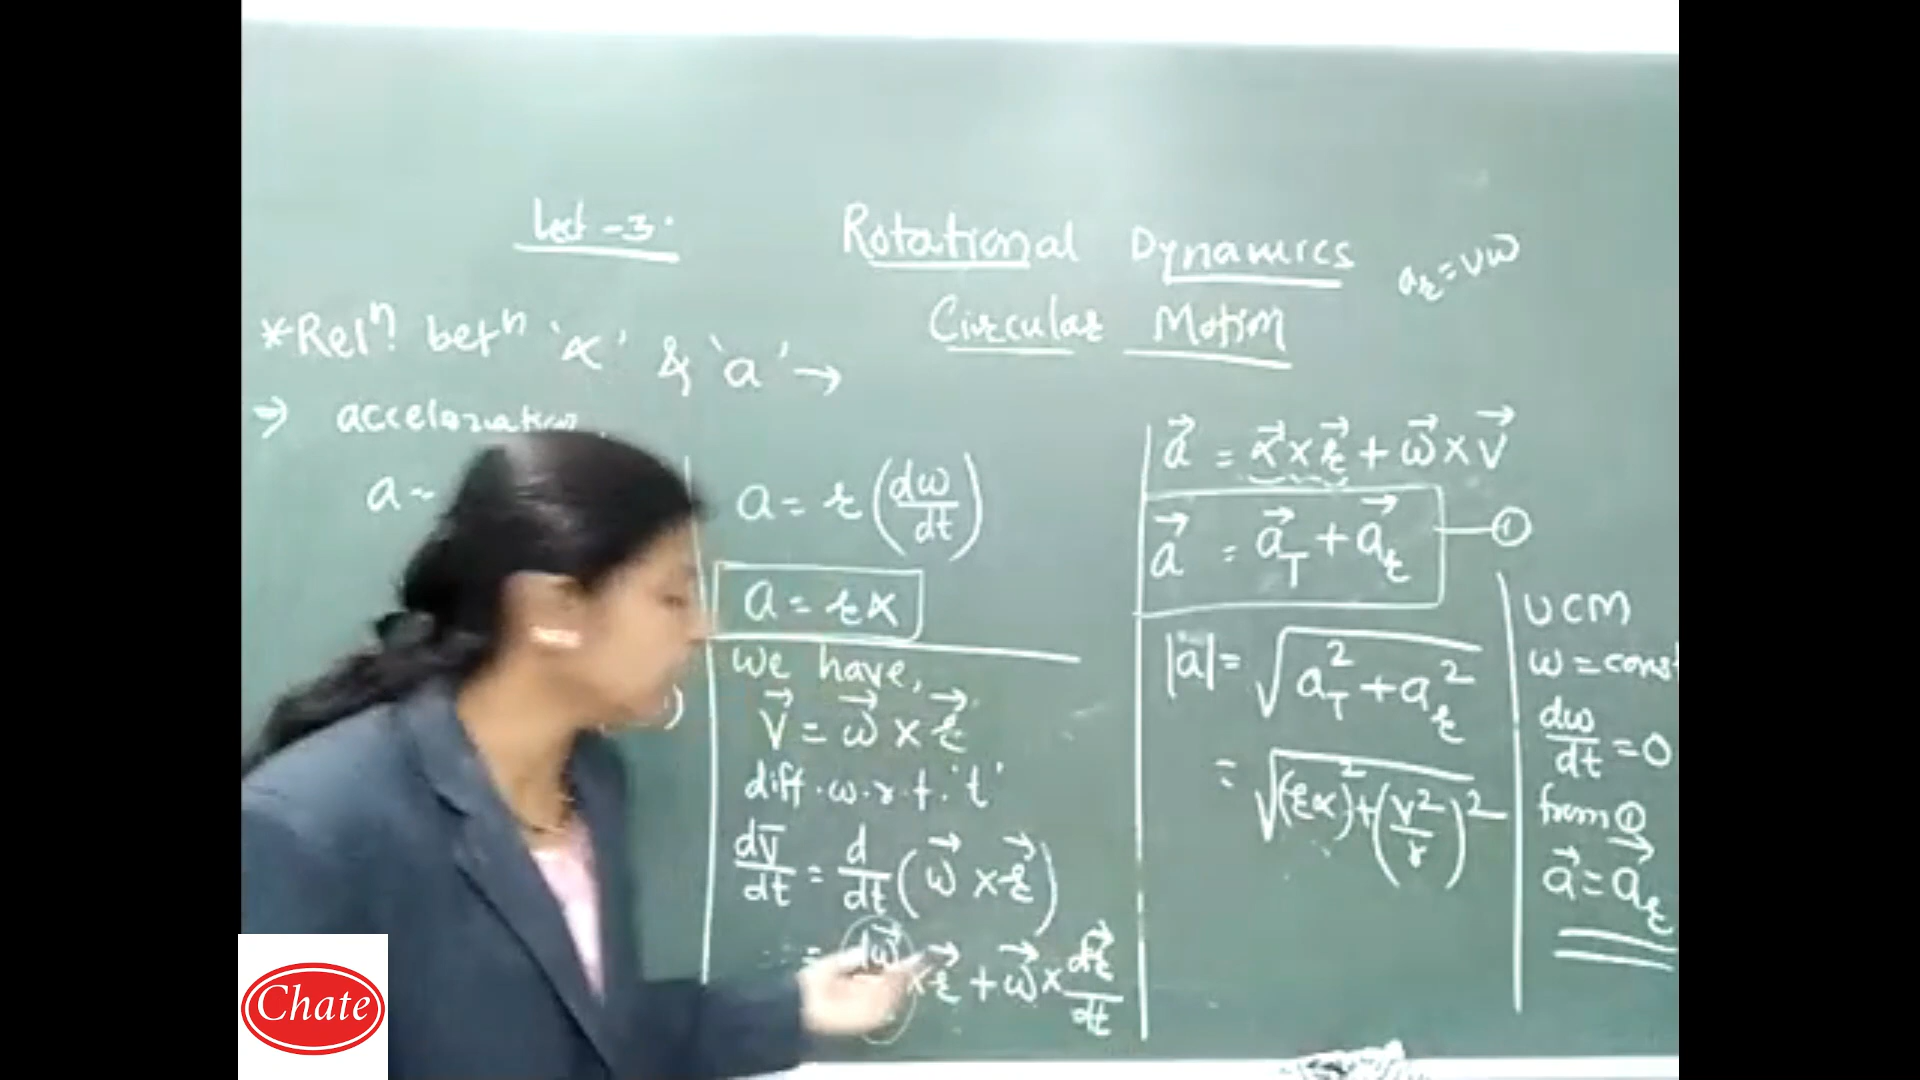 Lect-3.
Rotational Dynamics
Circular Motion
a_r = vω
*Relⁿ. betⁿ 'α' & 'a' →
⇒ acceleration
a =
)
a = r(dω/dt)
a = rα
We have,
v⃗ = ω⃗ × r⃗
diff. w.r.t. 't'
dv̅/dt = d/dt (ω⃗ × r⃗)
= dω⃗ × r⃗ + ω⃗ × dr⃗/dt
a⃗ = α⃗ × r⃗ + ω⃗ × v⃗
a⃗ = a⃗_T + a⃗_r — ①
|a⃗| = √(a_T² + a_r²)
= √((rα)² + (v²/r)²)
UCM
ω = cons
dω/dt = 0
from ①
a⃗ = a⃗_r
Chate